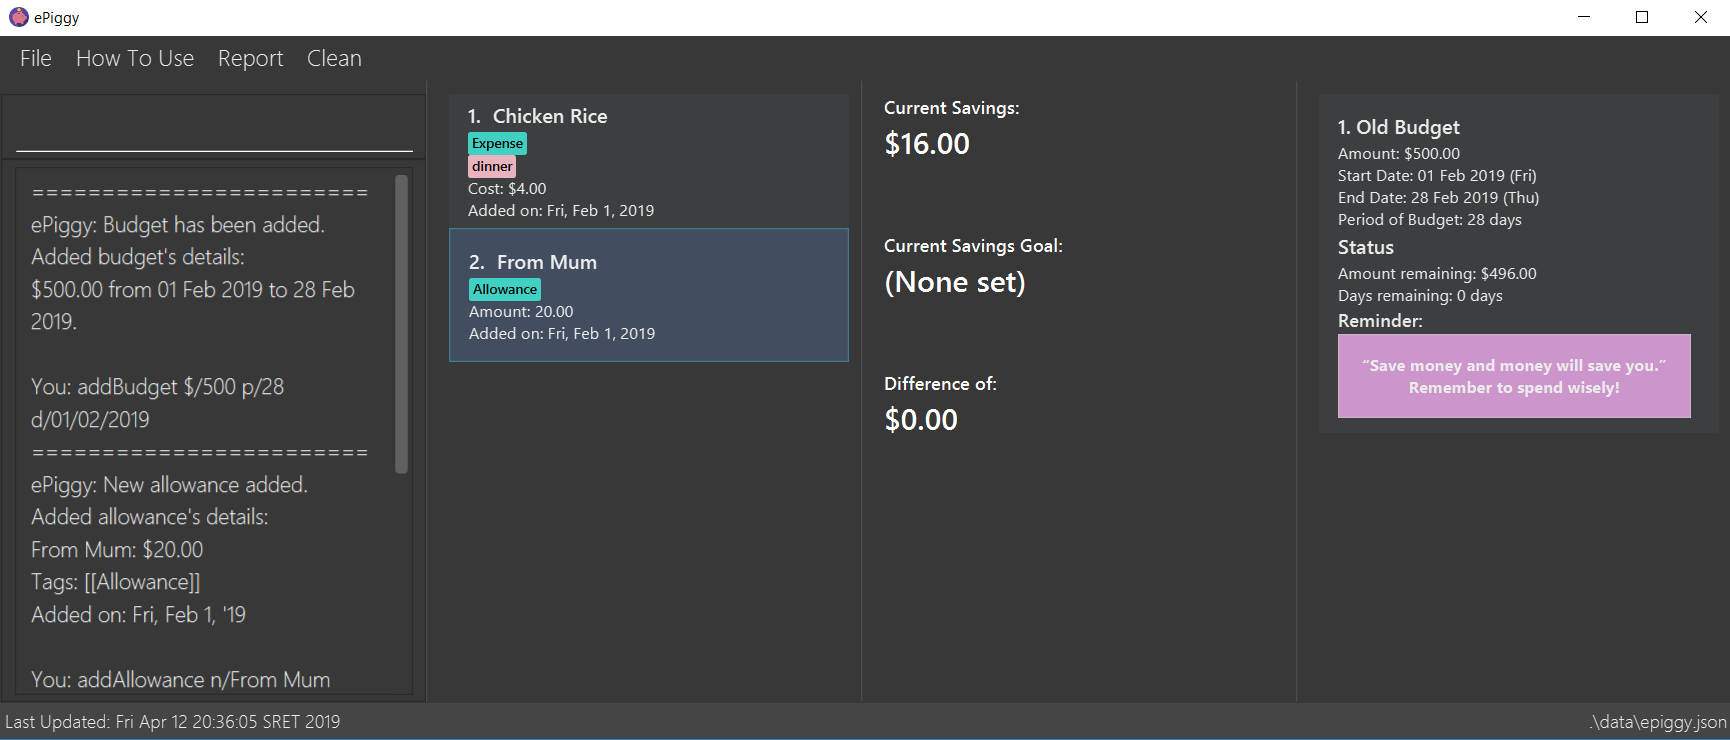 ePiggy
File How To Use Report Clean
========================
ePiggy: Budget has been added.
Added budget's details:
$500.00 from 01 Feb 2019 to 28 Feb
2019.
You: addBudget $/500 p/28
d/01/02/2019
========================
ePiggy: New allowance added.
Added allowance's details:
From Mum: $20.00
Tags: [[Allowance]]
Added on: Fri, Feb 1, '19
You: addAllowance n/From Mum
1. Chicken Rice
Expense
dinner
Cost: $4.00
Added on: Fri, Feb 1, 2019
2. From Mum
Allowance
Amount: 20.00
Added on: Fri, Feb 1, 2019
Current Savings:
$16.00
Current Savings Goal:
(None set)
Difference of:
$0.00
1. Old Budget
Amount: $500.00
Start Date: 01 Feb 2019 (Fri)
End Date: 28 Feb 2019 (Thu)
Period of Budget: 28 days
Status
Amount remaining: $496.00
Days remaining: 0 days
Reminder:
“Save money and money will save you.”
Remember to spend wisely!
Last Updated: Fri Apr 12 20:36:05 SRET 2019
.\data\epiggy.json